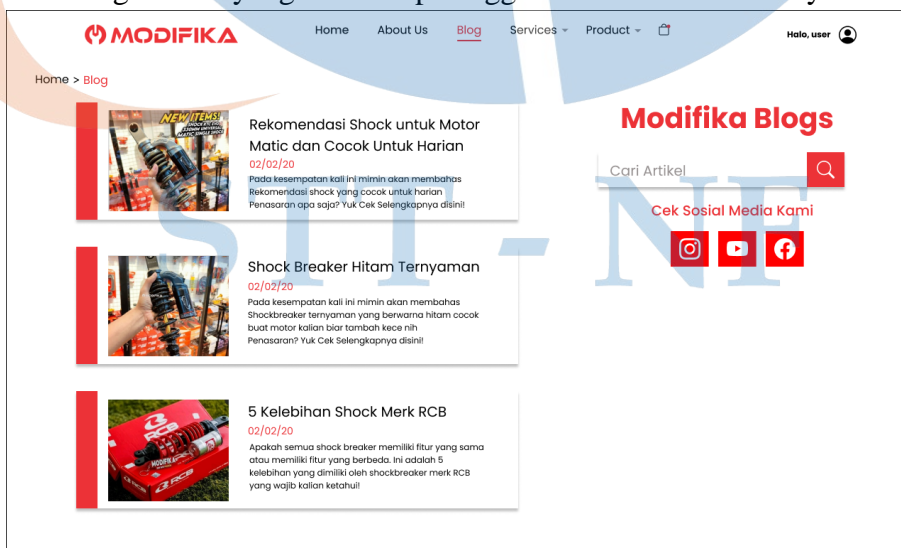 MODIFIKA
Home About Us Blog Services Product
Halo, user
Home > Blog
NEW ITEMS!
Rekomendasi Shock untuk Motor
Matic dan Cocok Untuk Harian
02/02/20
Pada kesempatan kali ini mimin akan membahas
Rekomendasi shock yang cocok untuk harian
Penasaran apa saja? Yuk Cek Selengkapnya disini!
Shock Breaker Hitam Ternyaman
02/02/20
Pada kesempatan kali ini mimin akan membahas
Shockbreaker ternyaman yang berwarna hitam cocok
buat motor kalian biar tambah kece nih
Penasaran? Yuk Cek Selengkapnya disini!
RCB
5 Kelebihan Shock Merk RCB
02/02/20
Apakah semua shock breaker memiliki fitur yang sama
atau memiliki fitur yang berbeda. Ini adalah 5
kelebihan yang dimiliki oleh shockbreaker merk RCB
yang wajib kalian ketahui!
Modifika Blogs
Cari Artikel
Cek Sosial Media Kami
STT - NF